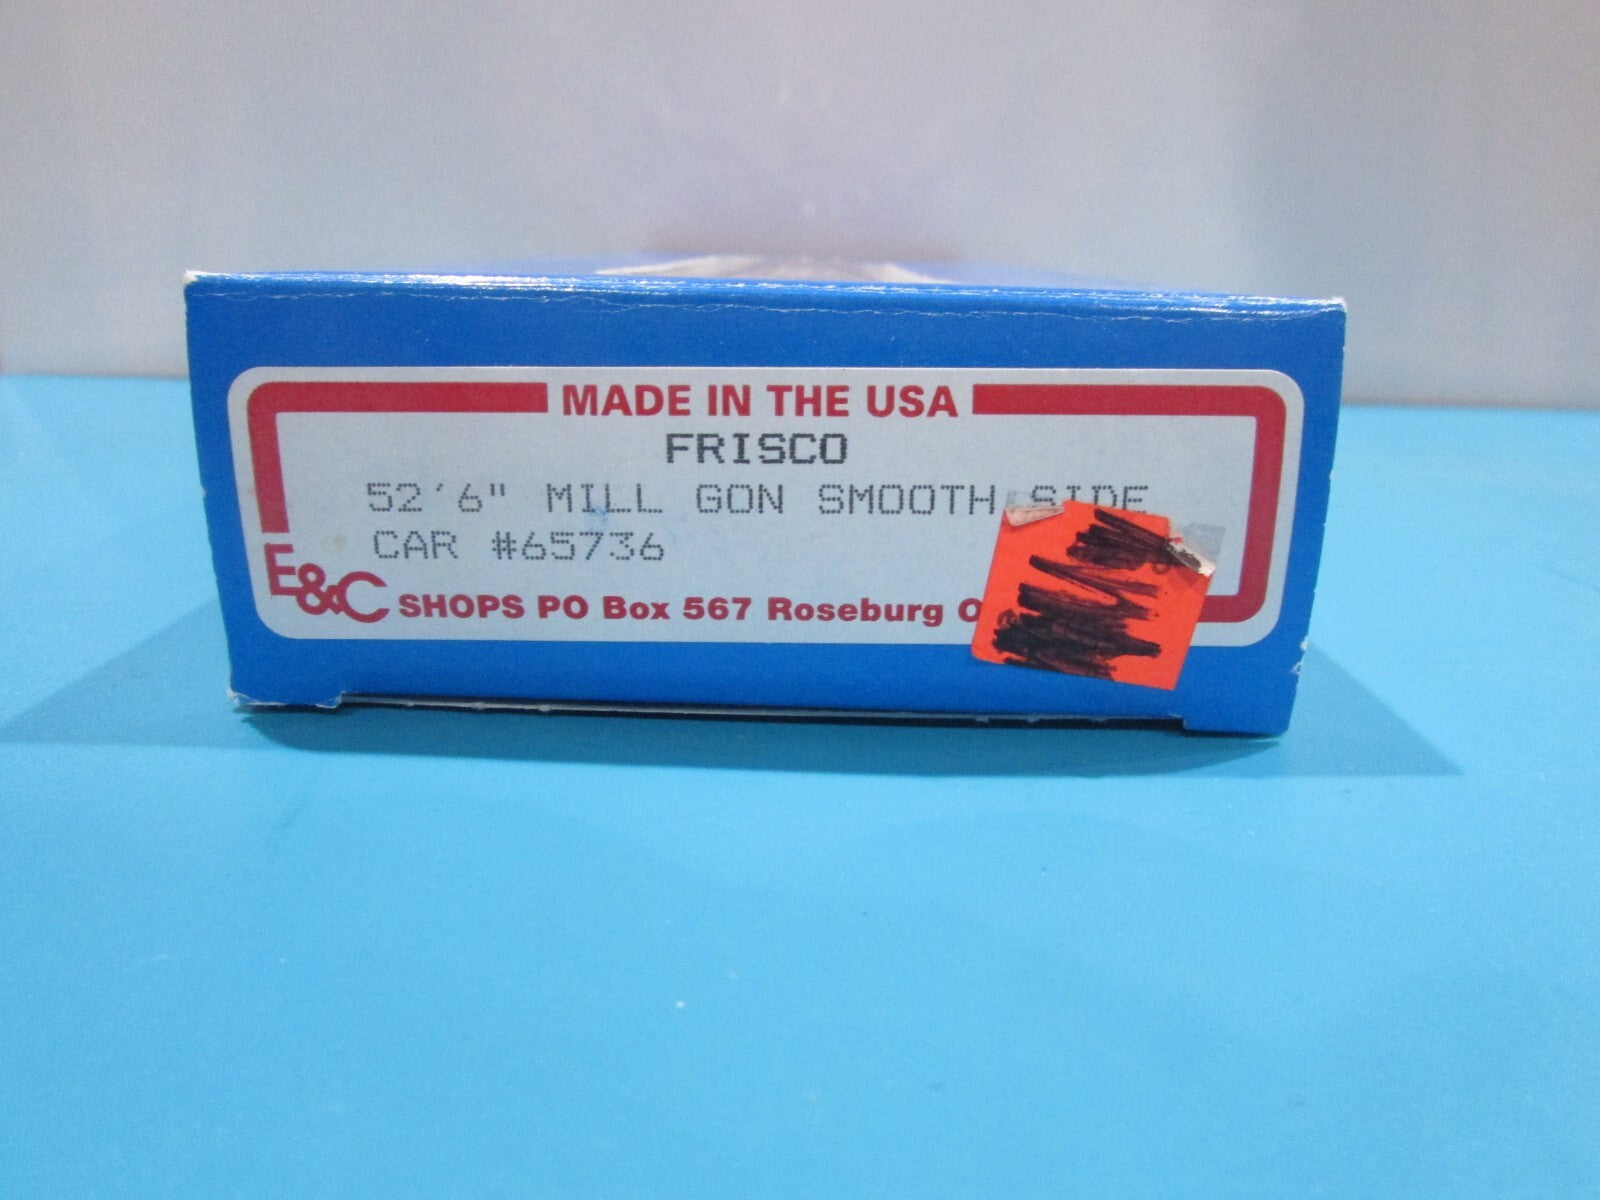 MADE IN THE USA
FRISCO
52'6" MILL GON SMOOTH SIDE
CAR #65736
E&C SHOPS PO Box 567 Roseburg O